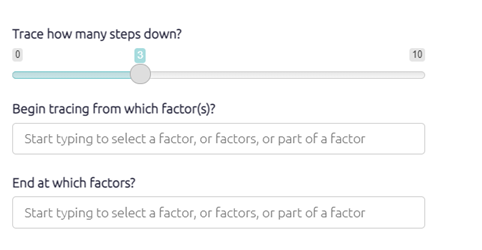 Trace how many steps down?
0 3 10
Begin tracing from which factor(s)?
Start typing to select a factor, or factors, or part of a factor
End at which factors?
Start typing to select a factor, or factors, or part of a factor